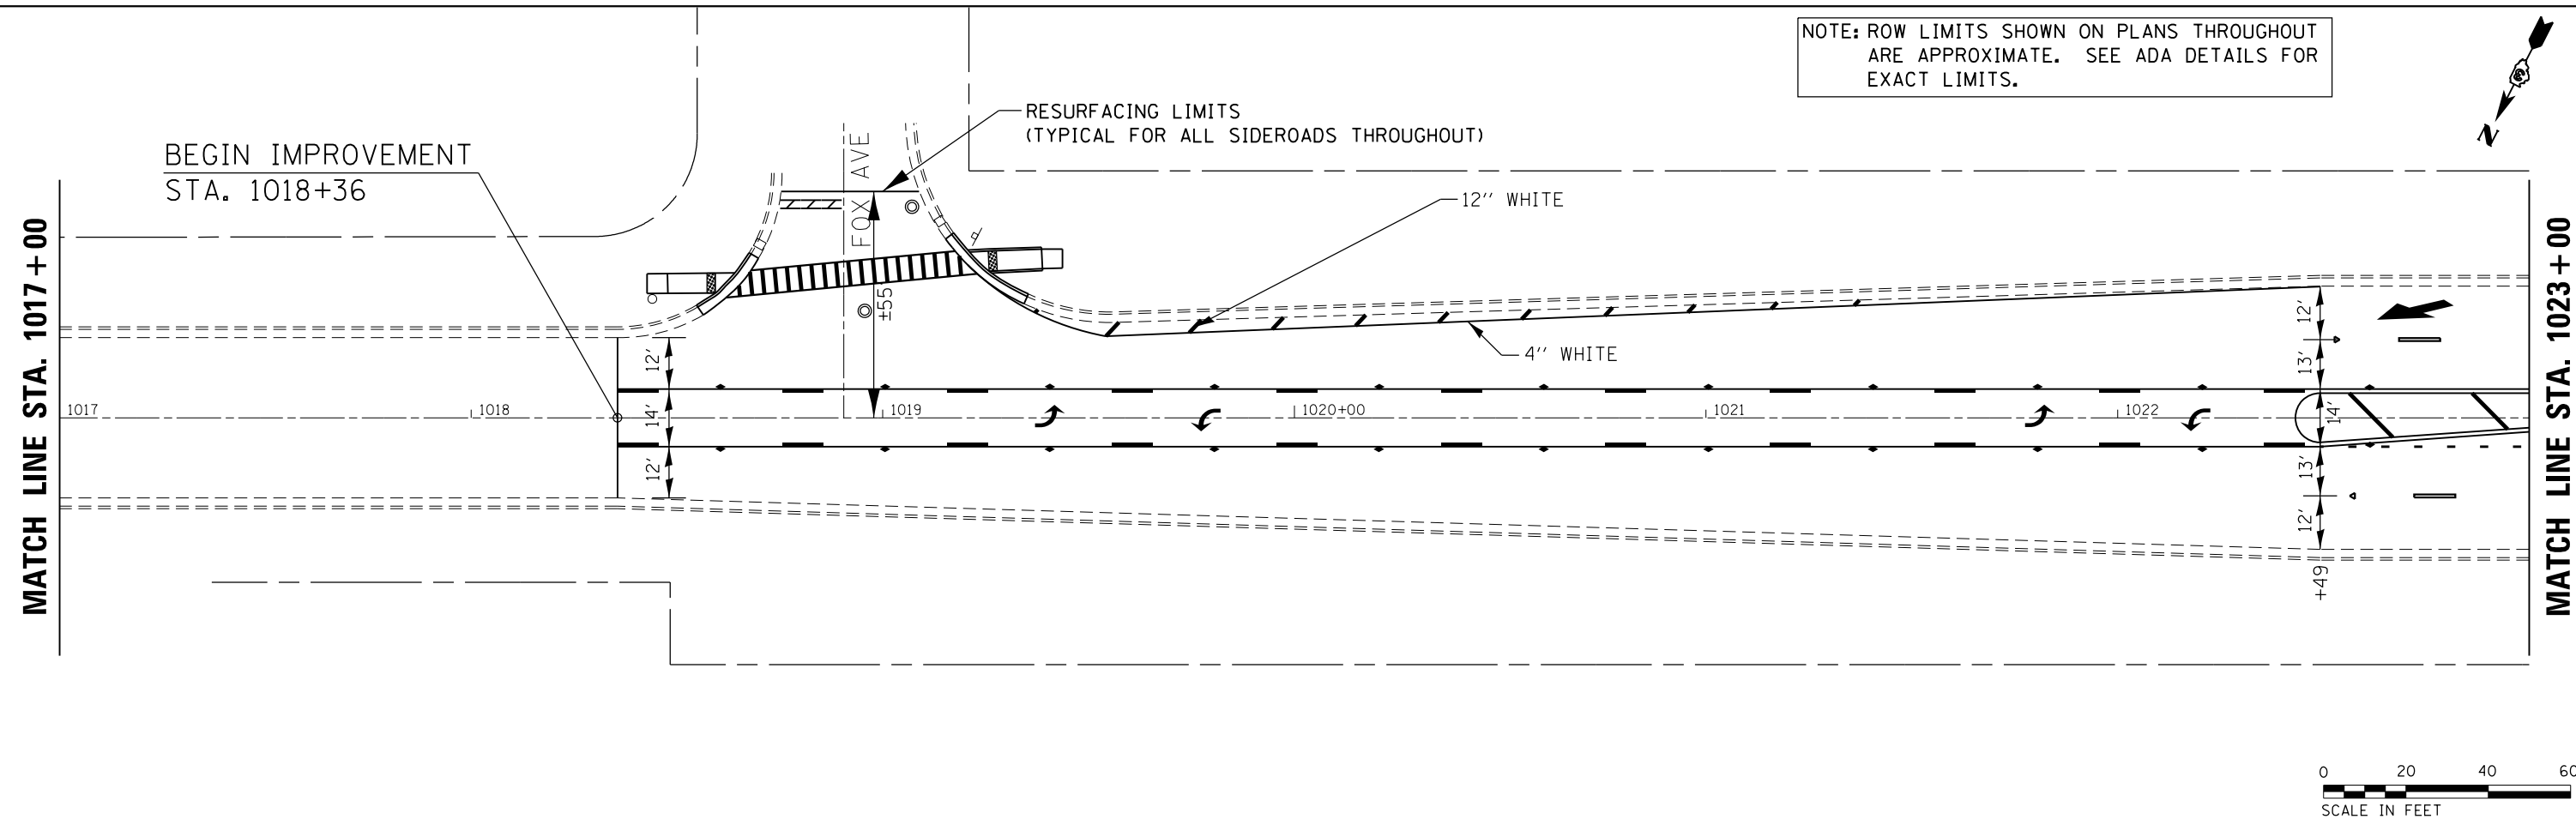 NOTE: ROW LIMITS SHOWN ON PLANS THROUGHOUT
ARE APPROXIMATE. SEE ADA DETAILS FOR
EXACT LIMITS.
N
RESURFACING LIMITS
(TYPICAL FOR ALL SIDEROADS THROUGHOUT)
BEGIN IMPROVEMENT
STA. 1018+36
FOX AVE
±55'
12'' WHITE
4'' WHITE
MATCH LINE STA. 1017+00
MATCH LINE STA. 1023+00
12'
14'
12'
12'
13'
14'
13'
12'
+49
1017
1018
1019
1020+00
1021
1022
0 20 40 60
SCALE IN FEET